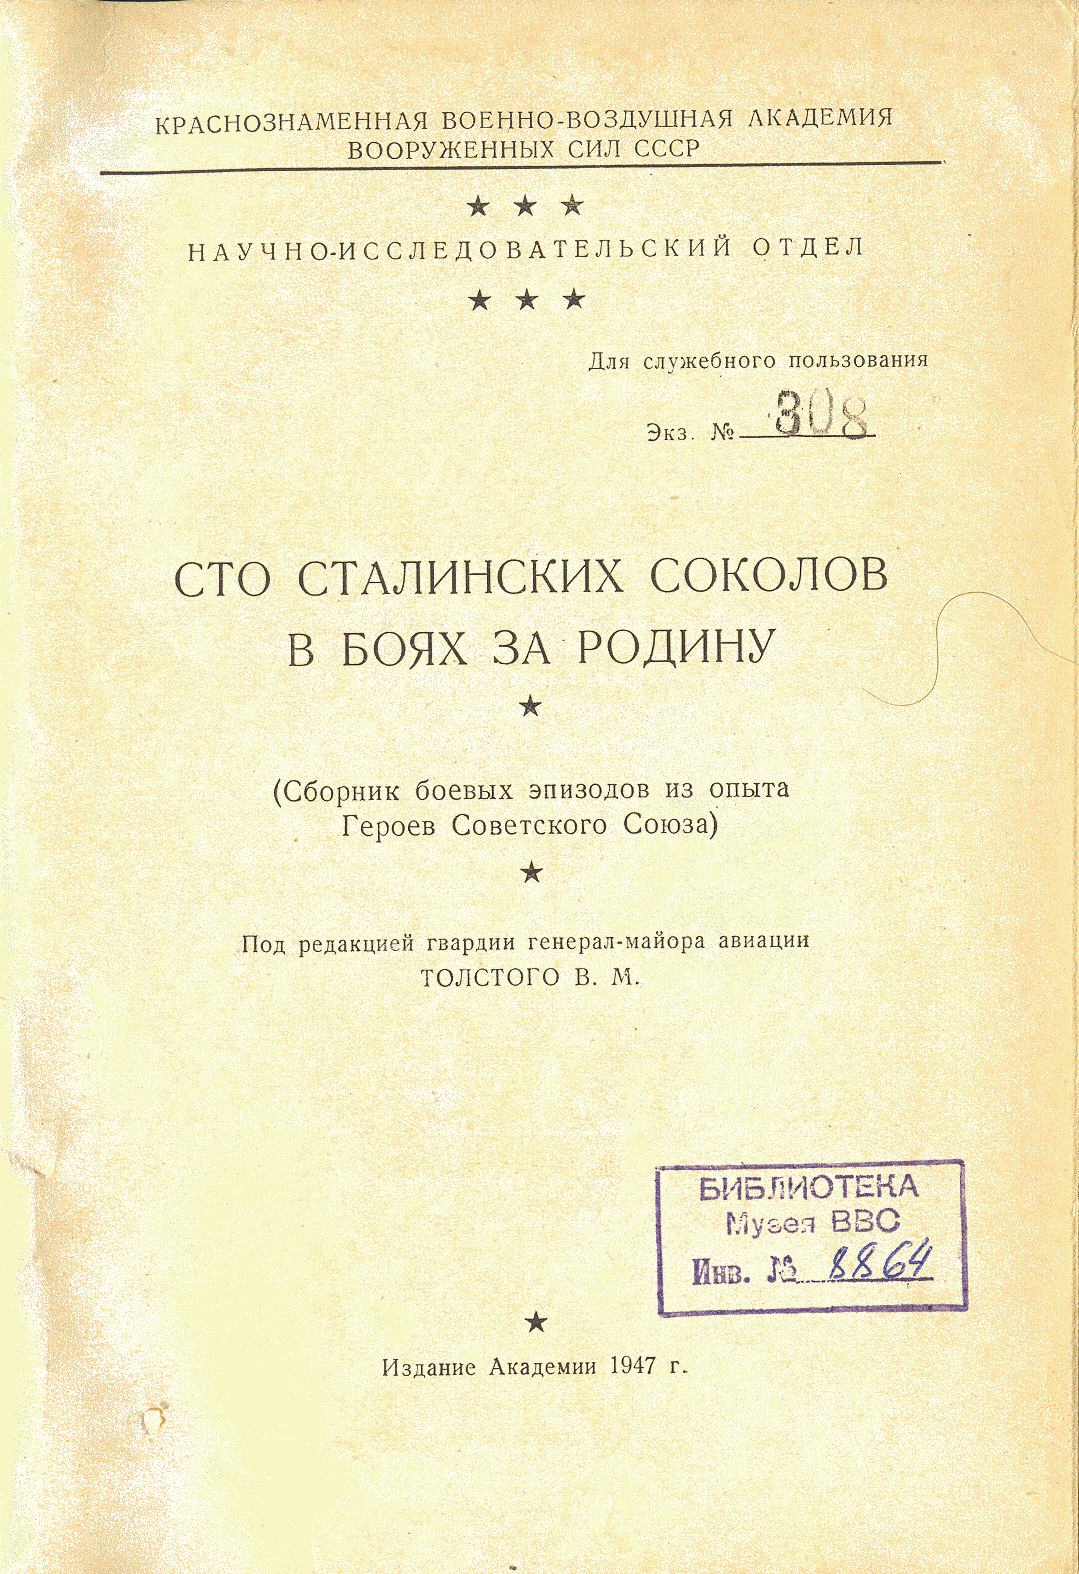 КРАСНОЗНАМЕННАЯ ВОЕННО-ВОЗДУШНАЯ АКАДЕМИЯ
ВООРУЖЕННЫХ СИЛ СССР
★ ★ ★
НАУЧНО-ИССЛЕДОВАТЕЛЬСКИЙ ОТДЕЛ
★ ★ ★
Для служебного пользования
Экз. № 308
СТО СТАЛИНСКИХ СОКОЛОВ
В БОЯХ ЗА РОДИНУ
★
(Сборник боевых эпизодов из опыта
Героев Советского Союза)
★
Под редакцией гвардии генерал-майора авиации
ТОЛСТОГО В. М.
БИБЛИОТЕКА
Музея ВВС
Инв. № 8864
★
Издание Академии 1947 г.